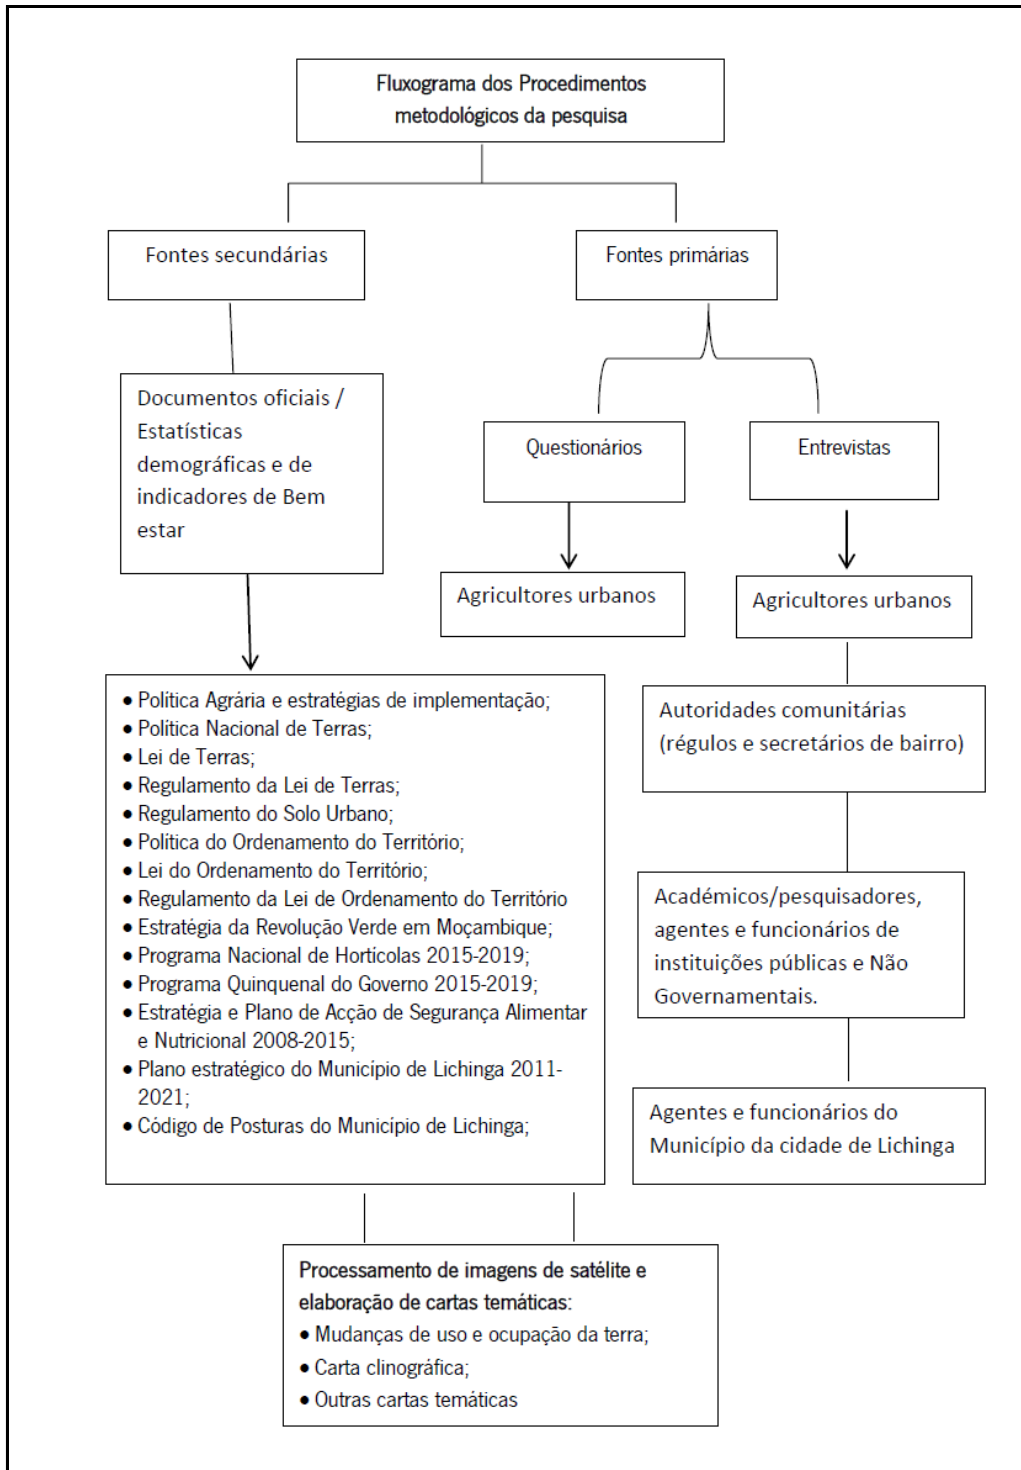 Fluxograma dos Procedimentos
metodológicos da pesquisa
Fontes secundárias
Fontes primárias
Documentos oficiais /
Estatísticas
demográficas e de
indicadores de Bem
estar
Questionários
Entrevistas
Agricultores urbanos
Agricultores urbanos
• Política Agrária e estratégias de implementação;
• Política Nacional de Terras;
• Lei de Terras;
• Regulamento da Lei de Terras;
• Regulamento do Solo Urbano;
• Política do Ordenamento do Território;
• Lei do Ordenamento do Território;
• Regulamento da Lei de Ordenamento do Território
• Estratégia da Revolução Verde em Moçambique;
• Programa Nacional de Hortícolas 2015-2019;
• Programa Quinquenal do Governo 2015-2019;
• Estratégia e Plano de Acção de Segurança Alimentar
e Nutricional 2008-2015;
• Plano estratégico do Município de Lichinga 2011-
2021;
• Código de Posturas do Município de Lichinga;
Autoridades comunitárias
(régulos e secretários de bairro)
Académicos/pesquisadores,
agentes e funcionários de
instituições públicas e Não
Governamentais.
Agentes e funcionários do
Município da cidade de Lichinga
Processamento de imagens de satélite e
elaboração de cartas temáticas:
• Mudanças de uso e ocupação da terra;
• Carta clinográfica;
• Outras cartas temáticas